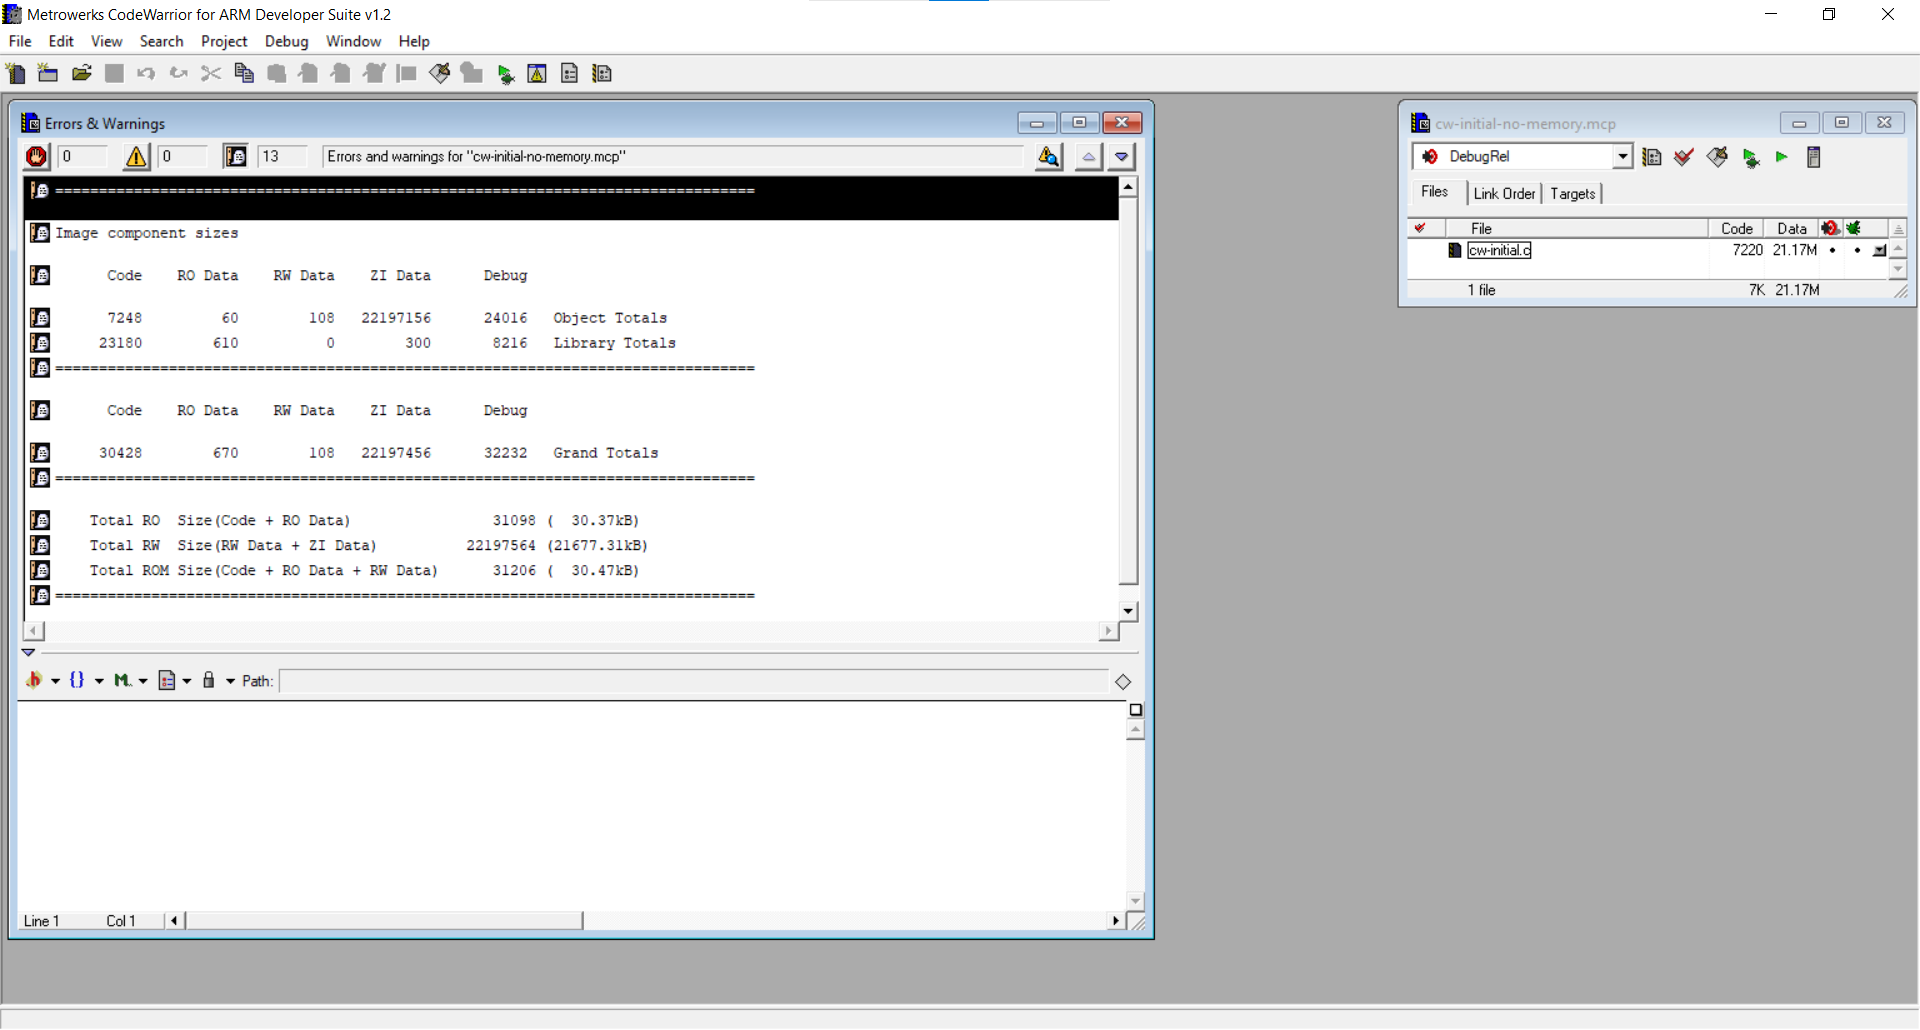 Metrowerks CodeWarrior for ARM Developer Suite v1.2
File Edit View Search Project Debug Window Help
Errors & Warnings
0 0 13 Errors and warnings for "cw-initial-no-memory.mcp"
================================================================================
Image component sizes
Code RO Data RW Data ZI Data Debug
7248 60 108 22197156 24016 Object Totals
23180 610 0 300 8216 Library Totals
================================================================================
Code RO Data RW Data ZI Data Debug
30428 670 108 22197456 32232 Grand Totals
================================================================================
Total RO Size(Code + RO Data) 31098 ( 30.37kB)
Total RW Size(RW Data + ZI Data) 22197564 (21677.31kB)
Total ROM Size(Code + RO Data + RW Data) 31206 ( 30.47kB)
================================================================================
Path:
Line 1 Col 1
cw-initial-no-memory.mcp
DebugRel
Files Link Order Targets
File Code Data
cw-initial.c 7220 21.17M
1 file 7K 21.17M